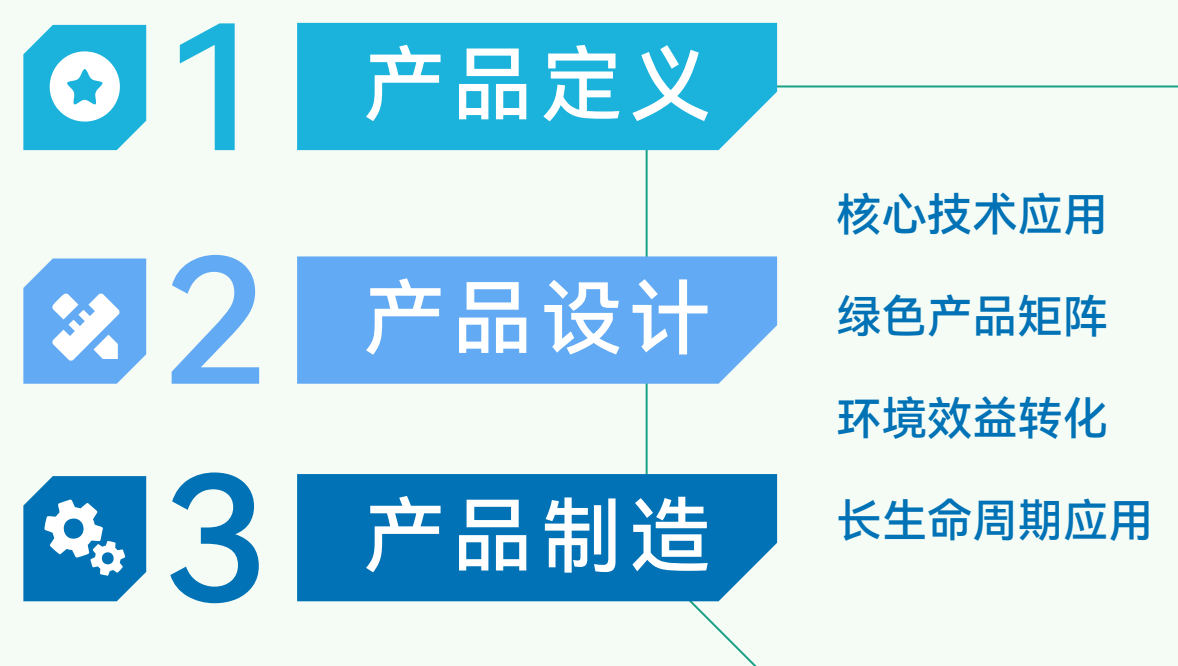 1 产品定义
2 产品设计
3 产品制造
核心技术应用
绿色产品矩阵
环境效益转化
长生命周期应用